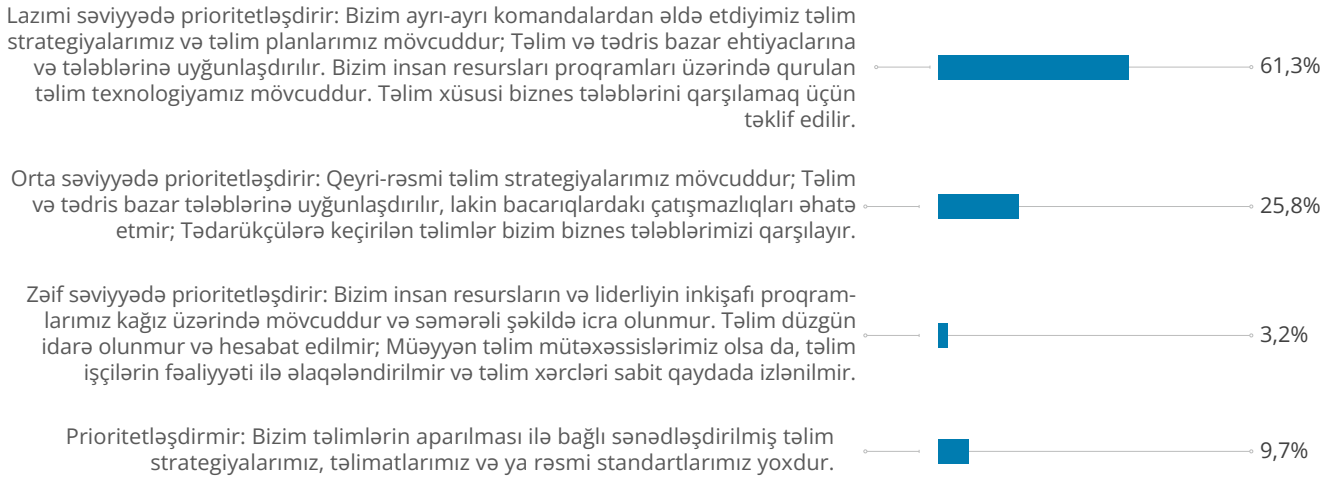 Lazımi səviyyədə prioritetləşdirir: Bizim ayrı-ayrı komandalardan əldə etdiyimiz təlim
strategiyalarımız və təlim planlarımız mövcuddur; Təlim və tədris bazar ehtiyaclarına
və tələblərinə uyğunlaşdırılır. Bizim insan resursları proqramları üzərində qurulan
təlim texnologiyamız mövcuddur. Təlim xüsusi biznes tələblərini qarşılamaq üçün
təklif edilir.
61,3%
Orta səviyyədə prioritetləşdirir: Qeyri-rəsmi təlim strategiyalarımız mövcuddur; Təlim
və tədris bazar tələblərinə uyğunlaşdırılır, lakin bacarıqlardakı çatışmazlıqları əhatə
etmir; Tədarükçülərə keçirilən təlimlər bizim biznes tələblərimizi qarşılayır.
25,8%
Zəif səviyyədə prioritetləşdirir: Bizim insan resursların və liderliyin inkişafı proqram-
larımız kağız üzərində mövcuddur və səmərəli şəkildə icra olunmur. Təlim düzgün
idarə olunmur və hesabat edilmir; Müəyyən təlim mütəxəssislərimiz olsa da, təlim
işçilərin fəaliyyəti ilə əlaqələndirilmir və təlim xərcləri sabit qaydada izlənilmir.
3,2%
Prioritetləşdirmir: Bizim təlimlərin aparılması ilə bağlı sənədləşdirilmiş təlim
strategiyalarımız, təlimatlarımız və ya rəsmi standartlarımız yoxdur.
9,7%